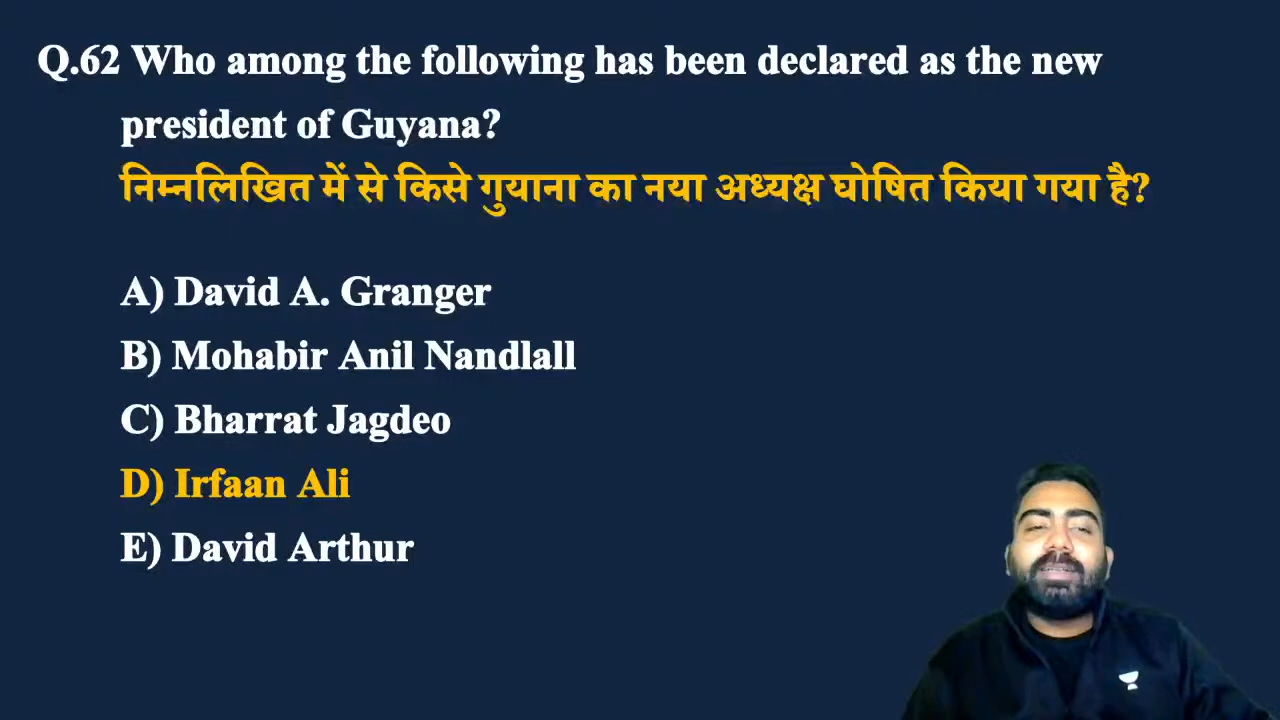 Q.62 Who among the following has been declared as the new
president of Guyana?
निम्नलिखित में से किसे गुयाना का नया अध्यक्ष घोषित किया गया है?
A) David A. Granger
B) Mohabir Anil Nandlall
C) Bharrat Jagdeo
D) Irfaan Ali
E) David Arthur